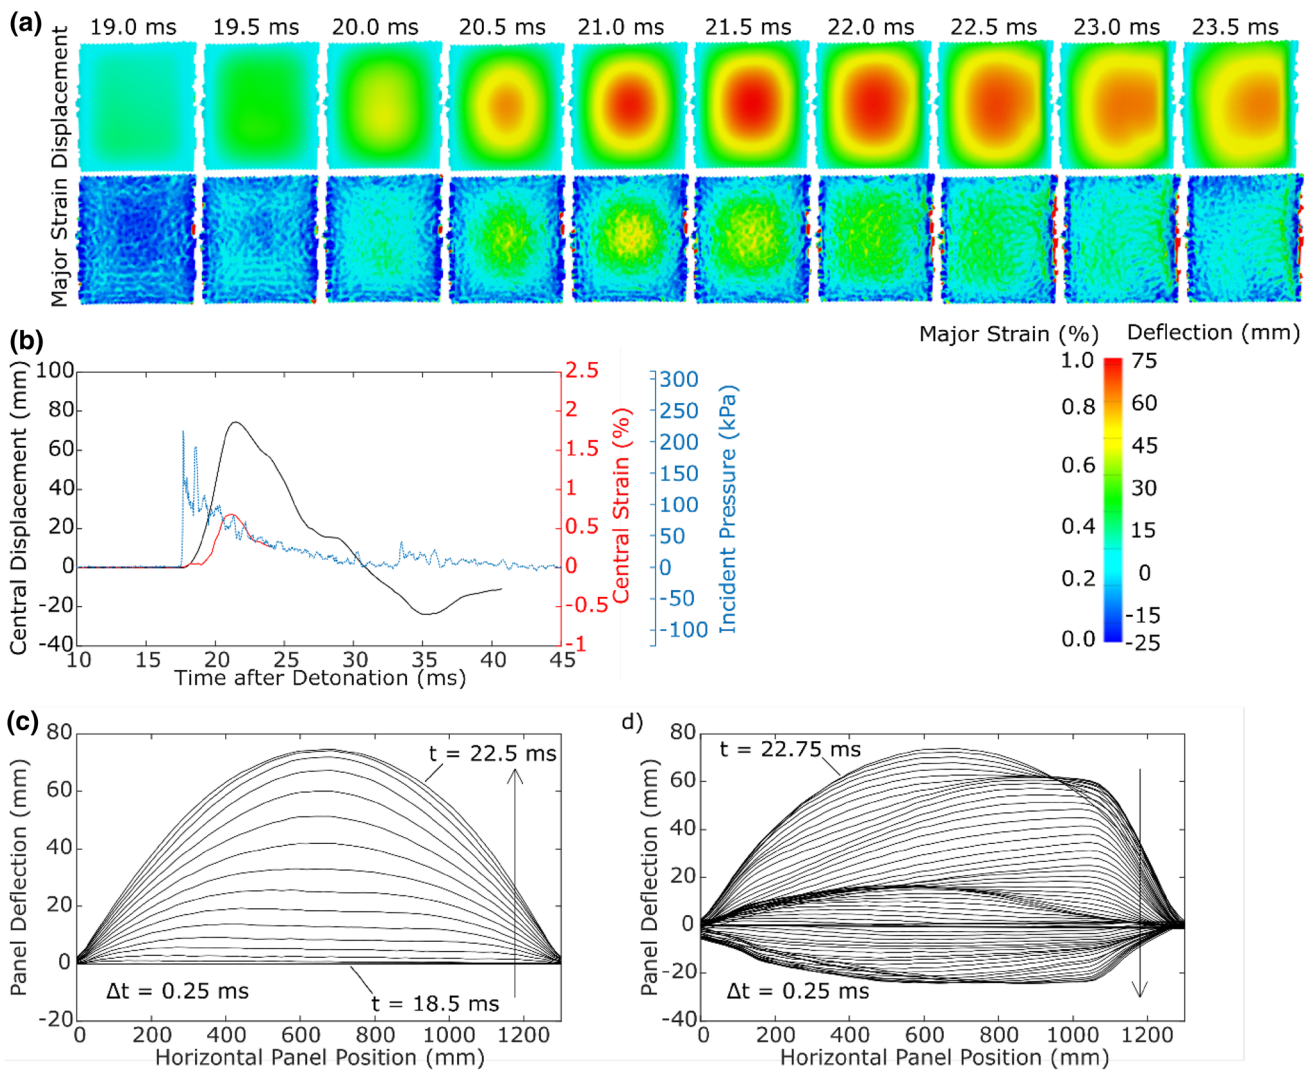 (a)
19.0 ms 19.5 ms 20.0 ms 20.5 ms 21.0 ms 21.5 ms 22.0 ms 22.5 ms 23.0 ms 23.5 ms
Displacement
Major Strain
(b)
Major Strain (%) Deflection (mm)
1.0 75
0.8 60
45
0.6
30
0.4 15
0
0.2
-15
0.0 -25
Central Displacement (mm)
100
80
60
40
20
0
-20
-40
2.5
2
1.5
1
0.5
0
-0.5
-1
Central Strain (%)
300
250
200
150
100
50
0
-50
-100
Incident Pressure (kPa)
10 15 20 25 30 35 40 45
Time after Detonation (ms)
(c)
Panel Deflection (mm)
80
60
40
20
0
-20
t = 22.5 ms
Δt = 0.25 ms
t = 18.5 ms
0 200 400 600 800 1000 1200
Horizontal Panel Position (mm)
d)
Panel Deflection (mm)
80
60
40
20
0
-20
-40
t = 22.75 ms
Δt = 0.25 ms
0 200 400 600 800 1000 1200
Horizontal Panel Position (mm)